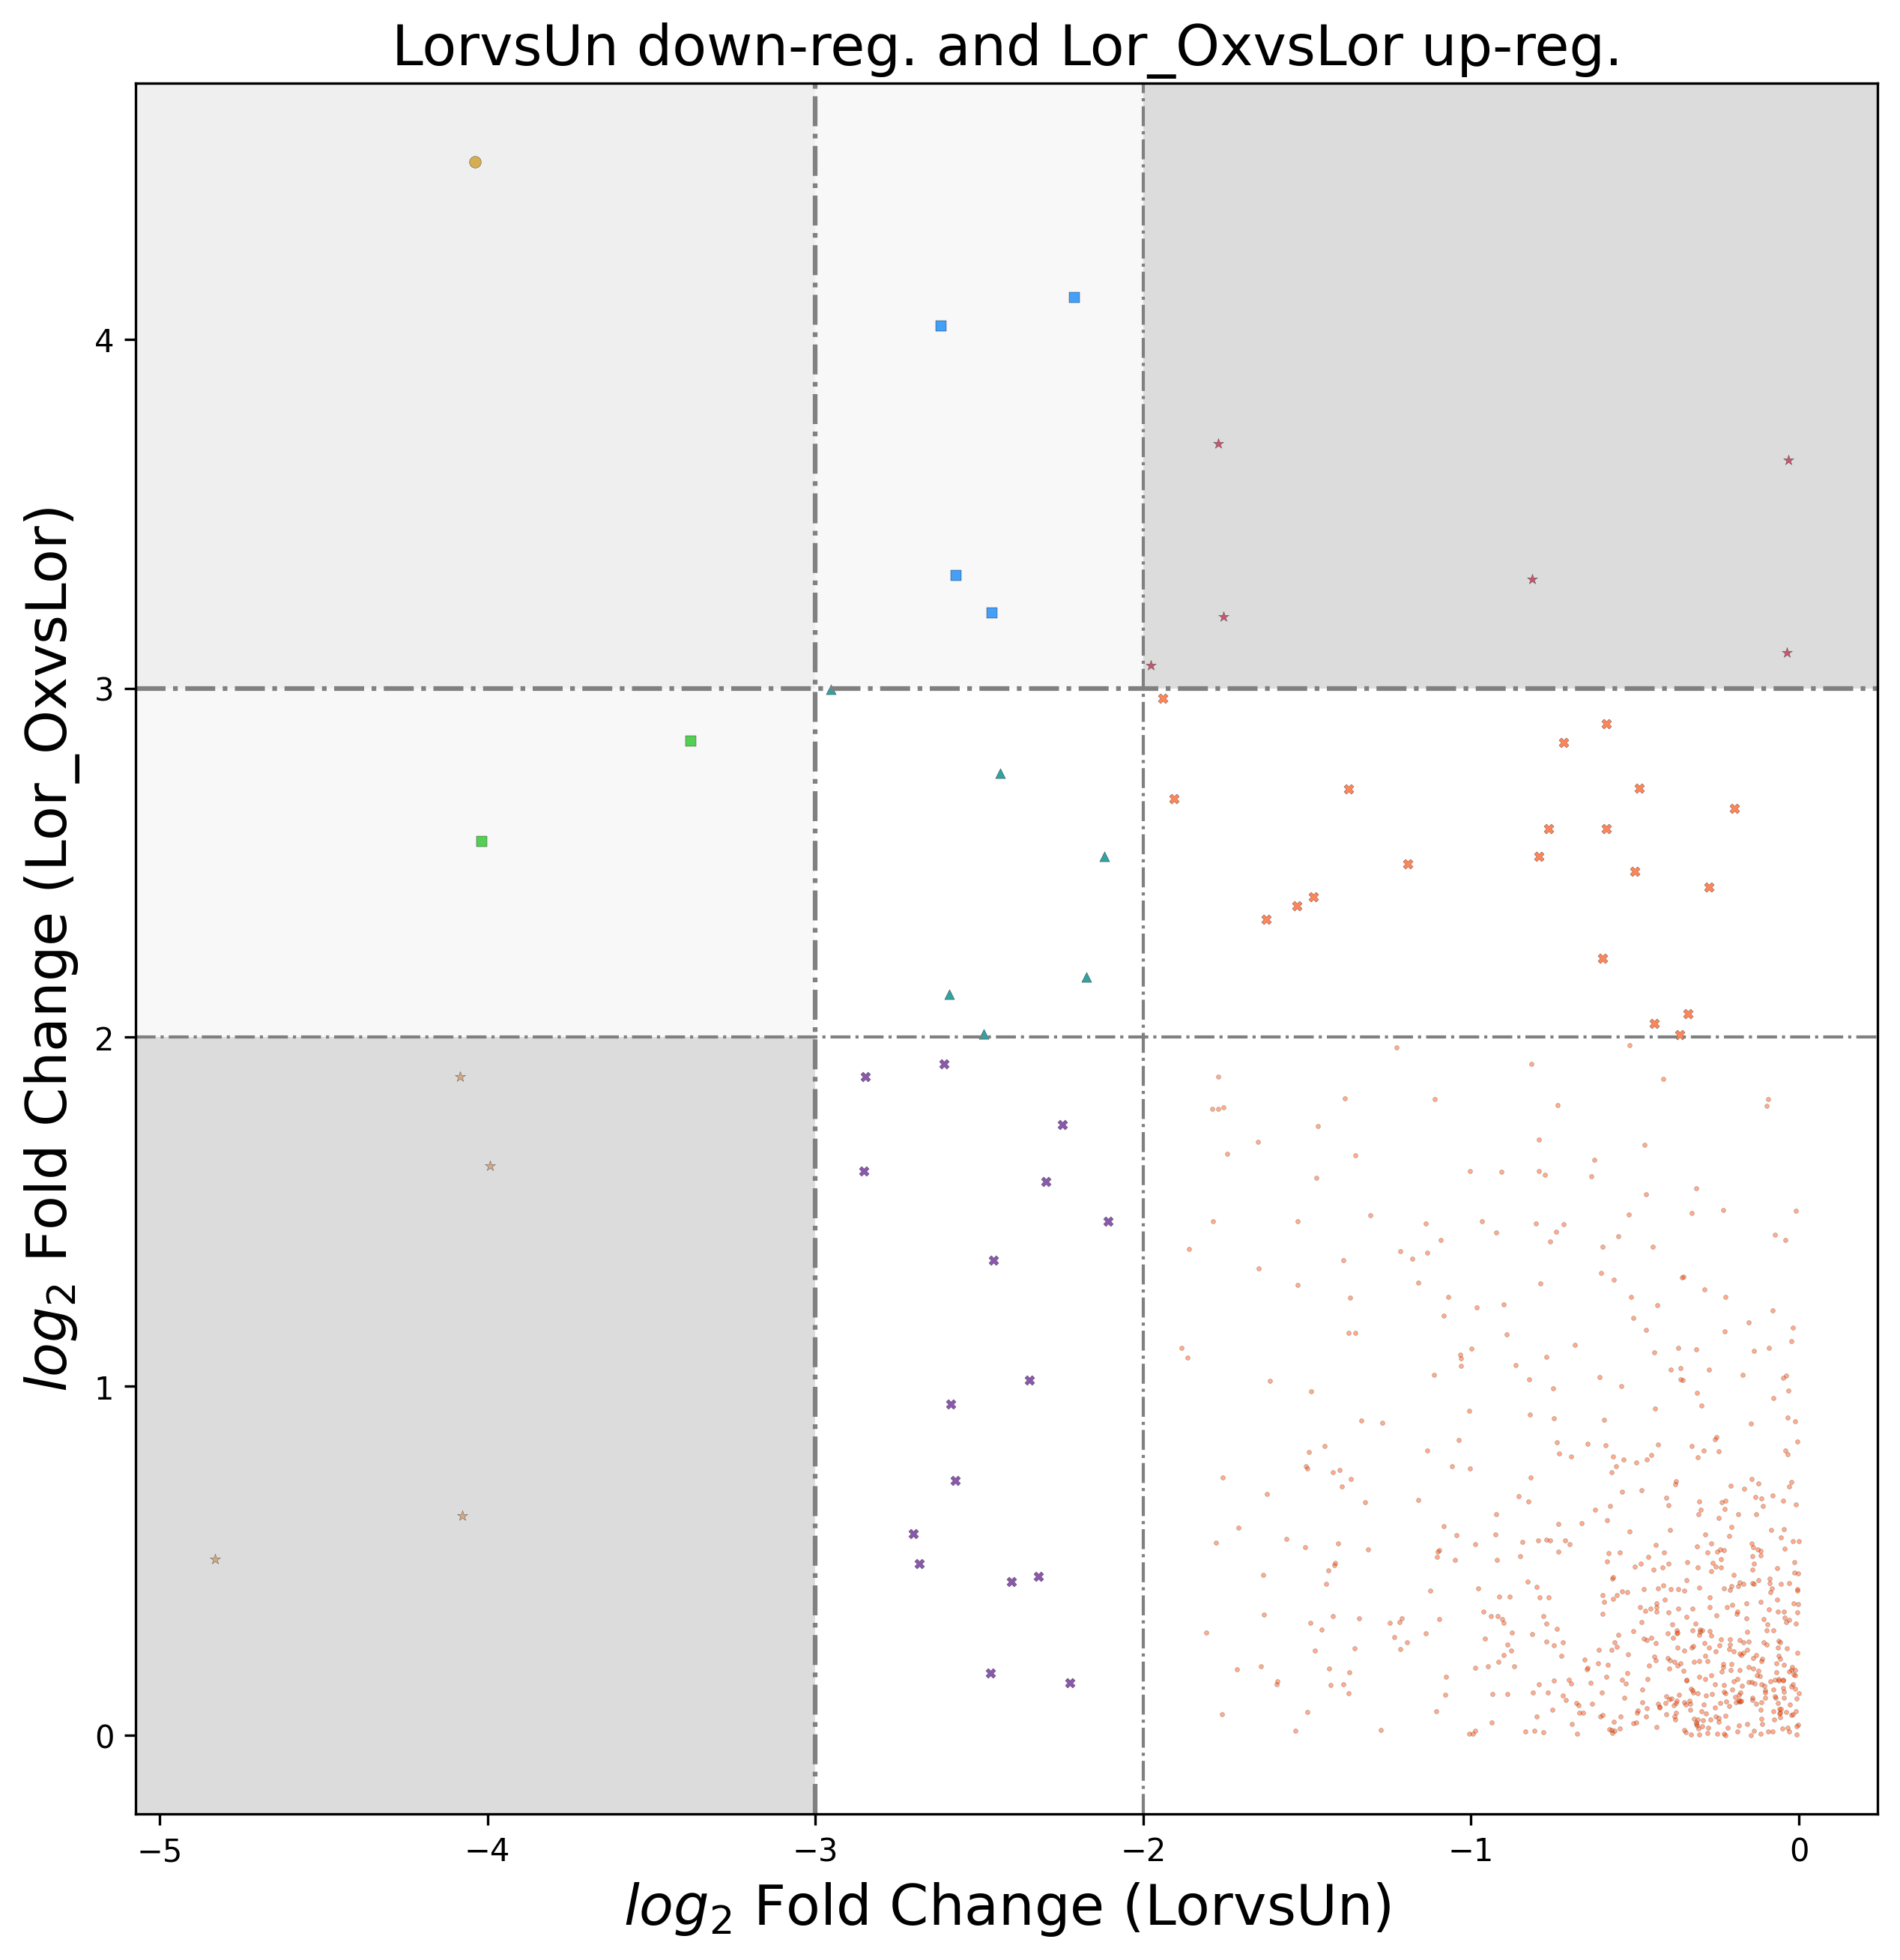 LorvsUn down-reg. and Lor_OxvsLor up-reg.
log₂ Fold Change (Lor_OxvsLor)
4
3
2
1
0
−5 −4 −3 −2 −1 0
log₂ Fold Change (LorvsUn)